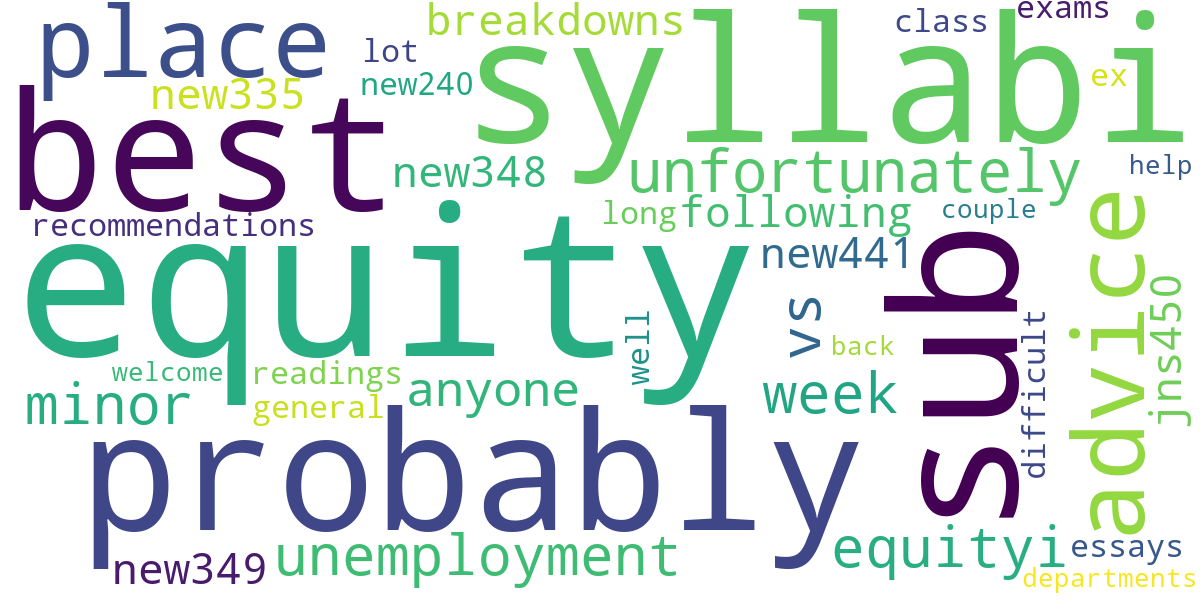 place
lot
breakdowns
syllabi
class
exams
new335
new240
ex
best
new348
unfortunately
help
recommendations
long
following
couple
equity
new441
sub
advice
vs
well
back
difficult
jns450
welcome
readings
anyone
week
minor
general
probably
new349
unemployment
equityi
essays
departments